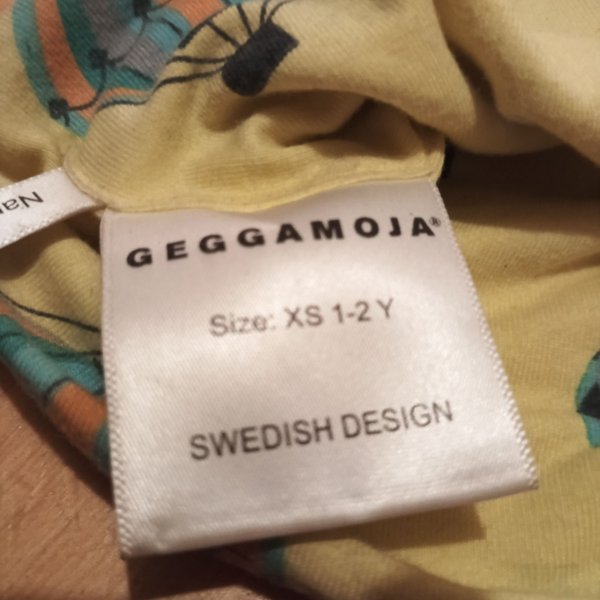 GEGGAMOJA®
Size: XS 1-2 Y
SWEDISH DESIGN